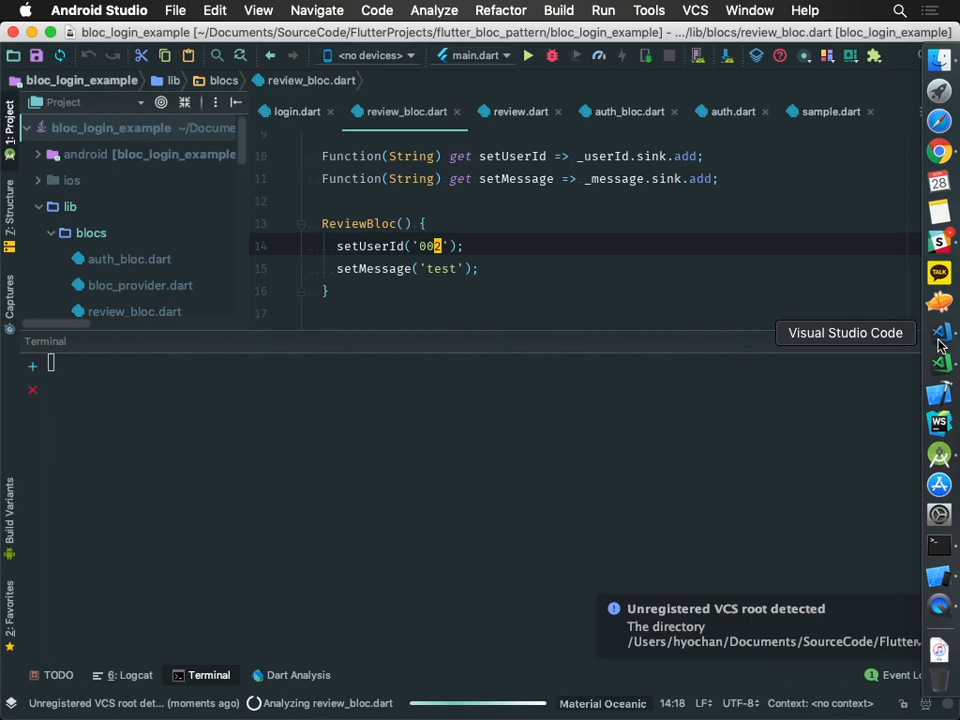 Android Studio File Edit View Navigate Code Analyze Refactor Build Run Tools VCS Window Help
bloc_login_example [~/Documents/SourceCode/FlutterProjects/flutter_bloc_pattern/bloc_login_example] - .../lib/blocs/review_bloc.dart [bloc_login_example]
<no devices> main.dart
bloc_login_example lib blocs review_bloc.dart
1: Project
Project
login.dart review_bloc.dart review.dart auth_bloc.dart auth.dart sample.dart
bloc_login_example ~/Docume
android [bloc_login_example
ios
lib
blocs
auth_bloc.dart
bloc_provider.dart
review_bloc.dart
7: Structure
Captures
Build Variants
2: Favorites
9
10 Function(String) get setUserId => _userId.sink.add;
11 Function(String) get setMessage => _message.sink.add;
12
13 ReviewBloc() {
14 setUserId('002');
15 setMessage('test');
16 }
17
28
TALK
WS
Visual Studio Code
Terminal
Unregistered VCS root detected
The directory
/Users/hyochan/Documents/SourceCode/Flutter
TODO 6: Logcat Terminal Dart Analysis 1 Event Lo
Unregistered VCS root det... (moments ago) Analyzing review_bloc.dart Material Oceanic 14:18 LF UTF-8 Context: <no context>